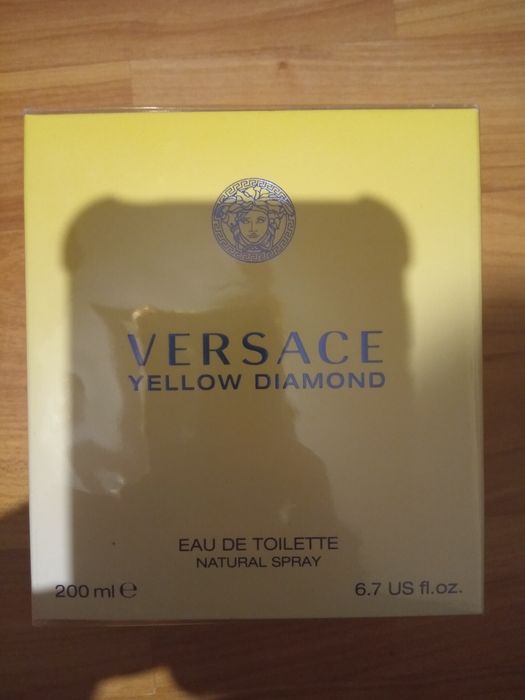 VERSACE
YELLOW DIAMOND
EAU DE TOILETTE
NATURAL SPRAY
200 ml ℮
6.7 US fl.oz.